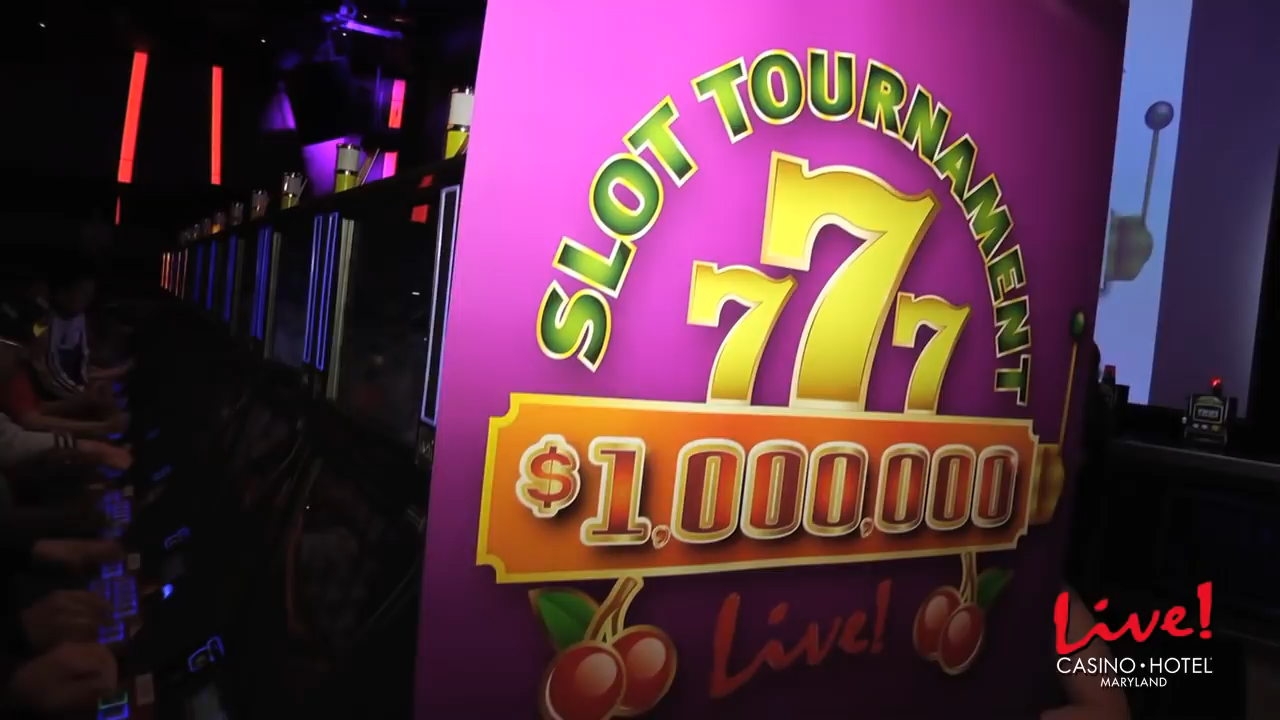 SLOT TOURNAMENT
777
$1,000,000
Live!
Live!
CASINO • HOTEL
MARYLAND